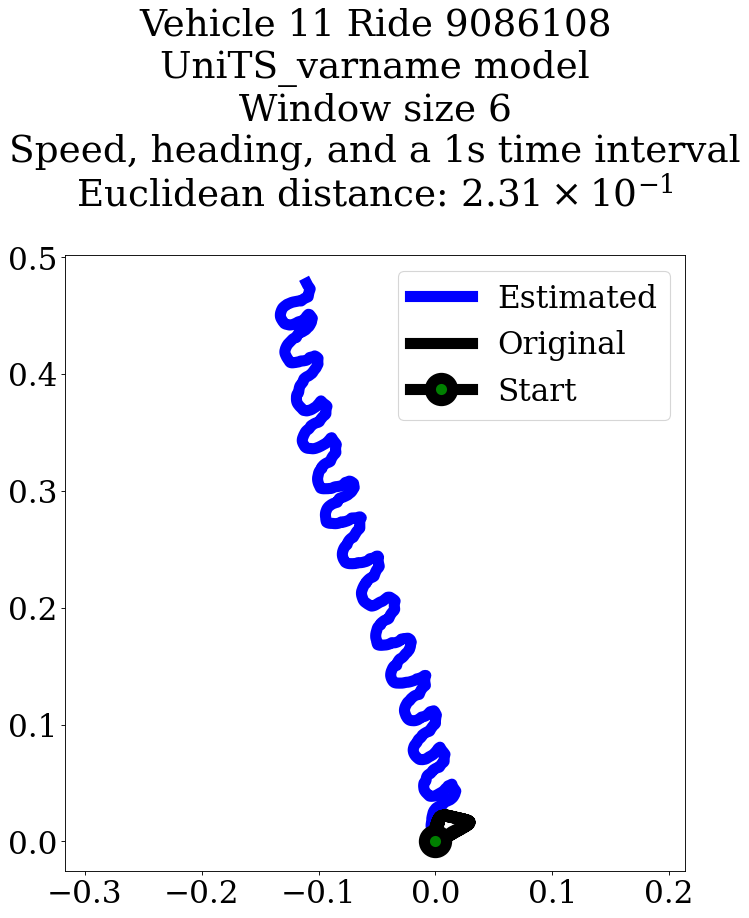 Vehicle 11 Ride 9086108
UniTS_varname model
Window size 6
Speed, heading, and a 1s time interval
Euclidean distance: 2.31 × 10⁻¹
Estimated
Original
Start
0.5
0.4
0.3
0.2
0.1
0.0
−0.3 −0.2 −0.1 0.0 0.1 0.2